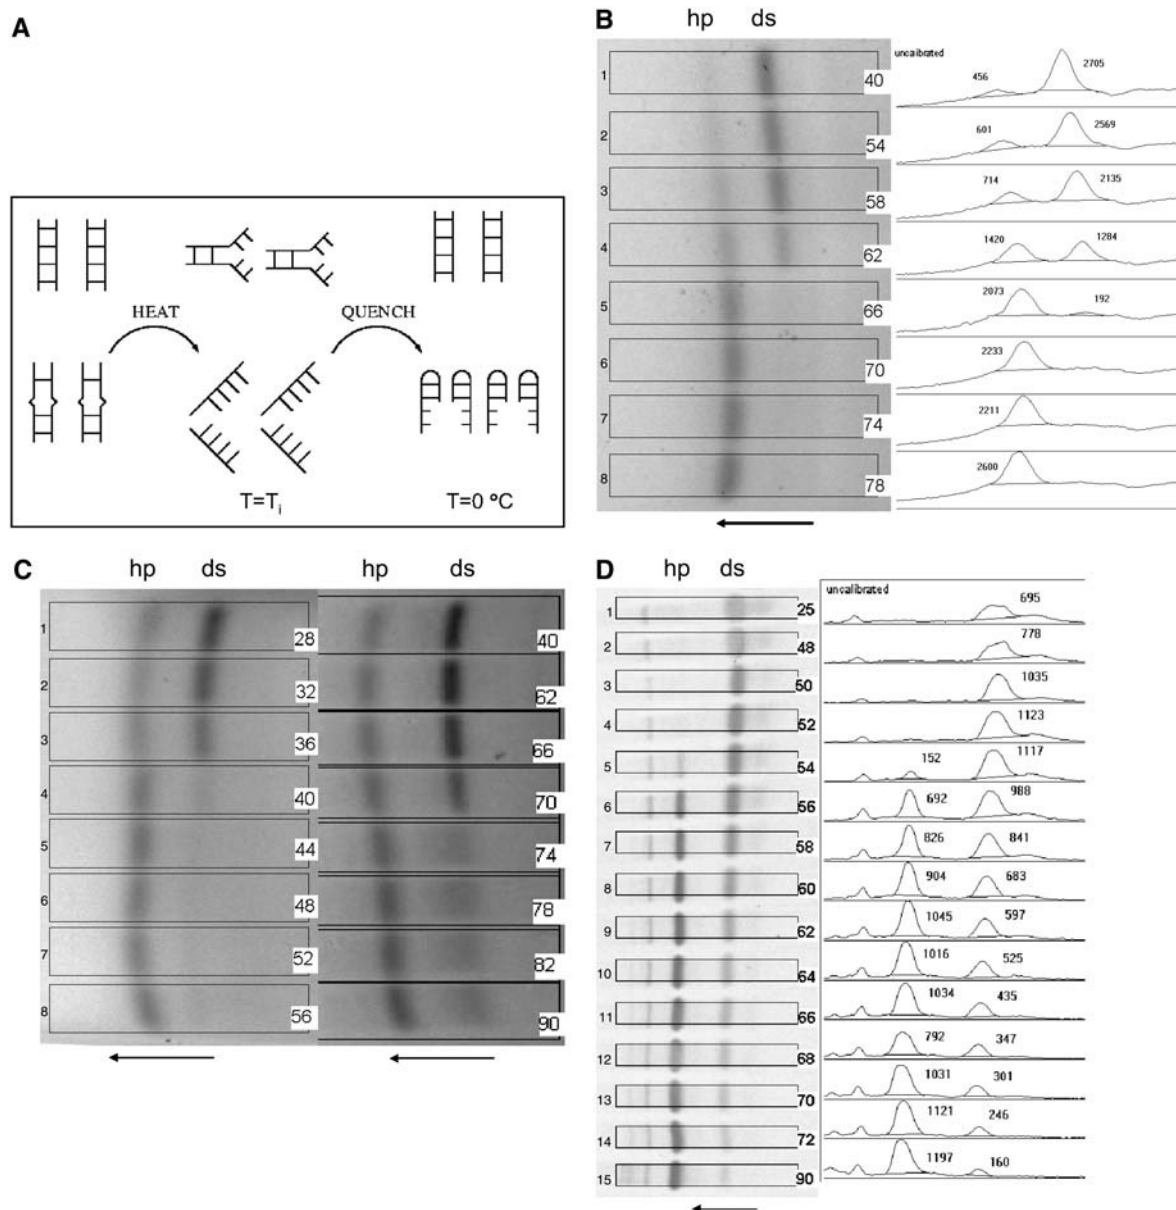 A
HEAT
QUENCH
T=Ti
T=0 °C
B
hp ds
uncalibrated
1 40 456 2705
2 54 601 2569
3 58 714 2135
4 62 1420 1284
5 66 2073 192
6 70 2233
7 74 2211
8 78 2600
C
hp ds hp ds
1 28 40
2 32 62
3 36 66
4 40 70
5 44 74
6 48 78
7 52 82
8 56 90
D
hp ds
uncalibrated
1 25 695
2 48 778
3 50 1035
4 52 1123
5 54 152 1117
6 56 692 988
7 58 826 841
8 60 904 683
9 62 1045 597
10 64 1016 525
11 66 1034 435
12 68 792 347
13 70 1031 301
14 72 1121 246
15 90 1197 160